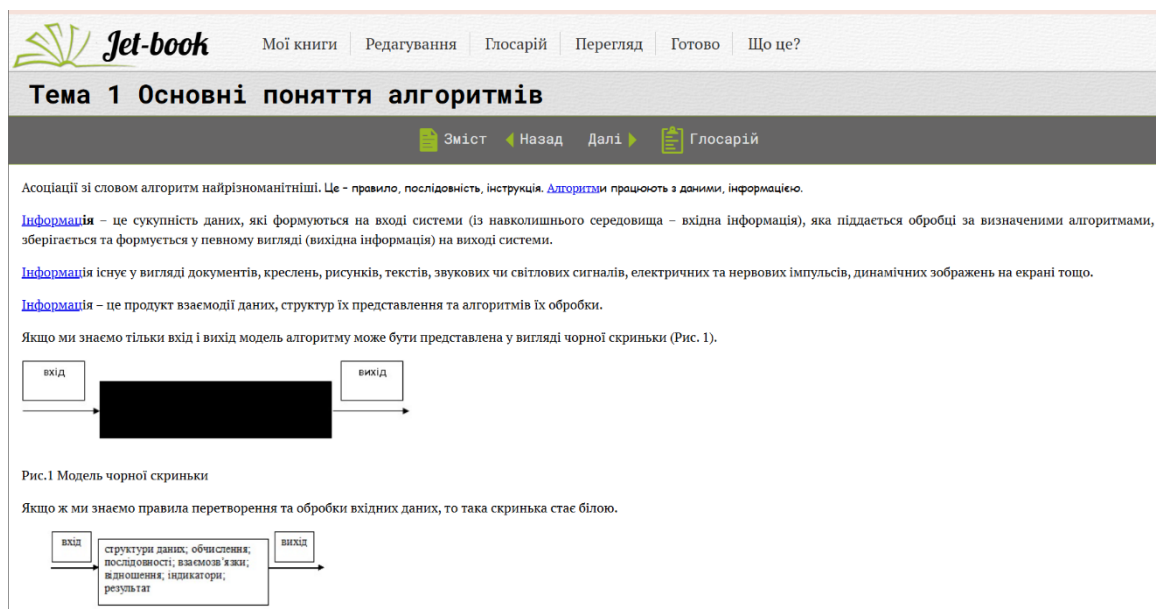 Jet-book
Мої книги Редагування Глосарій Перегляд Готово Що це?
Тема 1 Основні поняття алгоритмів
Зміст Назад Далі Глосарій
Асоціації зі словом алгоритм найрізноманітніші. Це – правило, послідовність, інструкція. Алгоритми працюють з даними, інформацією.
Інформація – це сукупність даних, які формуються на вході системи (із навколишнього середовища – вхідна інформація), яка піддається обробці за визначеними алгоритмами,
зберігається та формується у певному вигляді (вихідна інформація) на виході системи.
Інформація існує у вигляді документів, креслень, рисунків, текстів, звукових чи світлових сигналів, електричних та нервових імпульсів, динамічних зображень на екрані тощо.
Інформація – це продукт взаємодії даних, структур їх представлення та алгоритмів їх обробки.
Якщо ми знаємо тільки вхід і вихід модель алгоритму може бути представлена у вигляді чорної скриньки (Рис. 1).
вхід вихід
Рис.1 Модель чорної скриньки
Якщо ж ми знаємо правила перетворення та обробки вхідних даних, то така скринька стає білою.
вхід вихід
структури даних; обчислення;
послідовності; взаємозв'язки;
відношення; індикатори;
результат